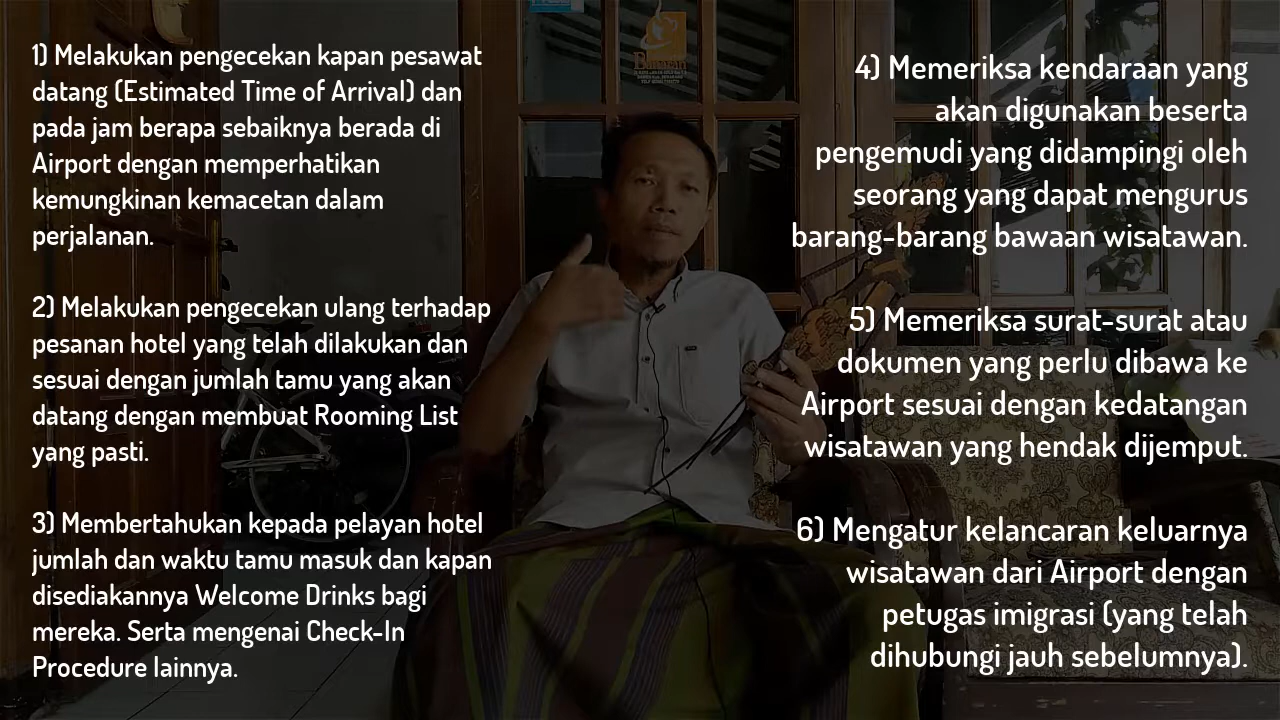 1) Melakukan pengecekan kapan pesawat
datang (Estimated Time of Arrival) dan
pada jam berapa sebaiknya berada di
Airport dengan memperhatikan
kemungkinan kemacetan dalam
perjalanan.
2) Melakukan pengecekan ulang terhadap
pesanan hotel yang telah dilakukan dan
sesuai dengan jumlah tamu yang akan
datang dengan membuat Rooming List
yang pasti.
3) Membertahukan kepada pelayan hotel
jumlah dan waktu tamu masuk dan kapan
disediakannya Welcome Drinks bagi
mereka. Serta mengenai Check-In
Procedure lainnya.
4) Memeriksa kendaraan yang
akan digunakan beserta
pengemudi yang didampingi oleh
seorang yang dapat mengurus
barang-barang bawaan wisatawan.
5) Memeriksa surat-surat atau
dokumen yang perlu dibawa ke
Airport sesuai dengan kedatangan
wisatawan yang hendak dijemput.
6) Mengatur kelancaran keluarnya
wisatawan dari Airport dengan
petugas imigrasi (yang telah
dihubungi jauh sebelumnya).